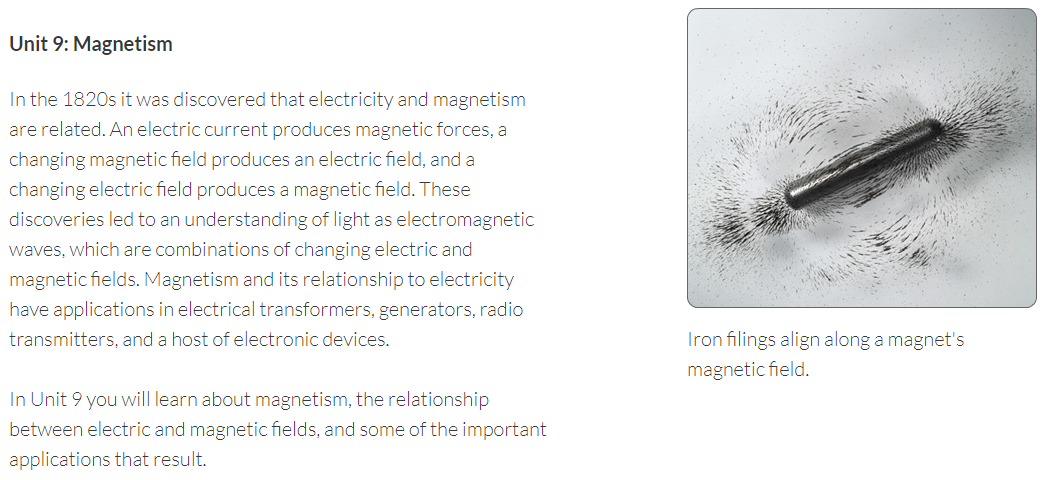 Unit 9: Magnetism
In the 1820s it was discovered that electricity and magnetism
are related. An electric current produces magnetic forces, a
changing magnetic field produces an electric field, and a
changing electric field produces a magnetic field. These
discoveries led to an understanding of light as electromagnetic
waves, which are combinations of changing electric and
magnetic fields. Magnetism and its relationship to electricity
have applications in electrical transformers, generators, radio
transmitters, and a host of electronic devices.
In Unit 9 you will learn about magnetism, the relationship
between electric and magnetic fields, and some of the important
applications that result.
Iron filings align along a magnet's
magnetic field.